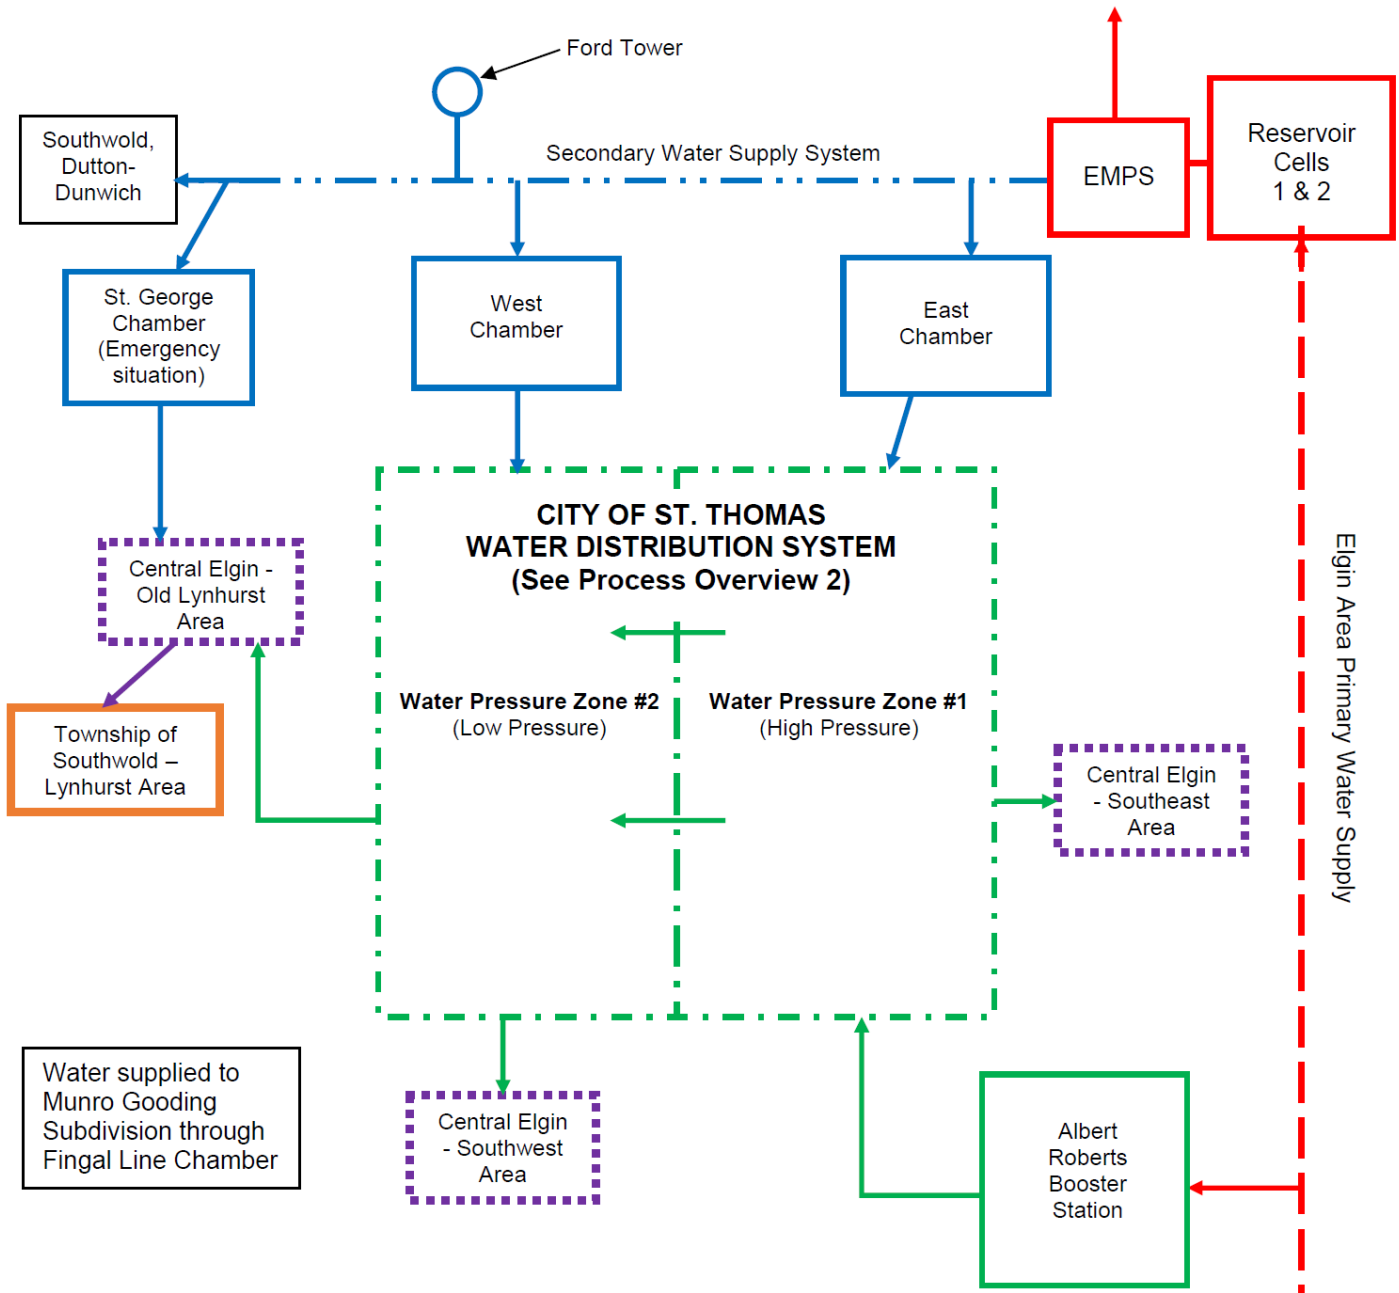 Ford Tower
Southwold,
Dutton-
Dunwich
Secondary Water Supply System
EMPS
Reservoir
Cells
1 & 2
St. George
Chamber
(Emergency
situation)
West
Chamber
East
Chamber
CITY OF ST. THOMAS
WATER DISTRIBUTION SYSTEM
(See Process Overview 2)
Central Elgin -
Old Lynhurst
Area
Elgin Area Primary Water Supply
Water Pressure Zone #2
(Low Pressure)
Water Pressure Zone #1
(High Pressure)
Township of
Southwold –
Lynhurst Area
Central Elgin
- Southeast
Area
Water supplied to
Munro Gooding
Subdivision through
Fingal Line Chamber
Central Elgin
- Southwest
Area
Albert
Roberts
Booster
Station